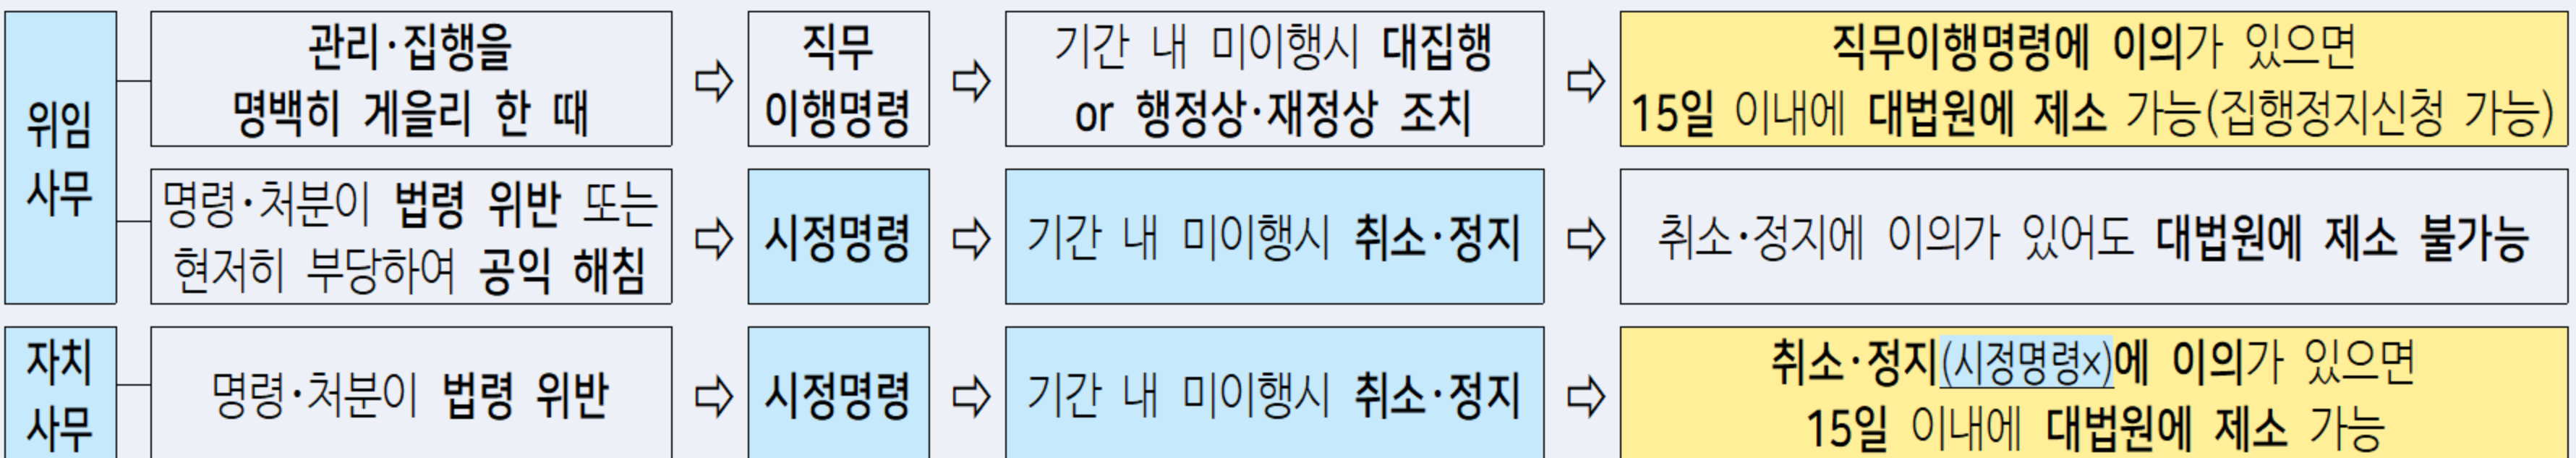 위임
사무
관리·집행을
명백히 게을리 한 때
직무
이행명령
기간 내 미이행시 대집행
or 행정상·재정상 조치
직무이행명령에 이의가 있으면
15일 이내에 대법원에 제소 가능(집행정지신청 가능)
명령·처분이 법령 위반 또는
현저히 부당하여 공익 해침
시정명령
기간 내 미이행시 취소·정지
취소·정지에 이의가 있어도 대법원에 제소 불가능
자치
사무
명령·처분이 법령 위반
시정명령
기간 내 미이행시 취소·정지
취소·정지(시정명령×)에 이의가 있으면
15일 이내에 대법원에 제소 가능